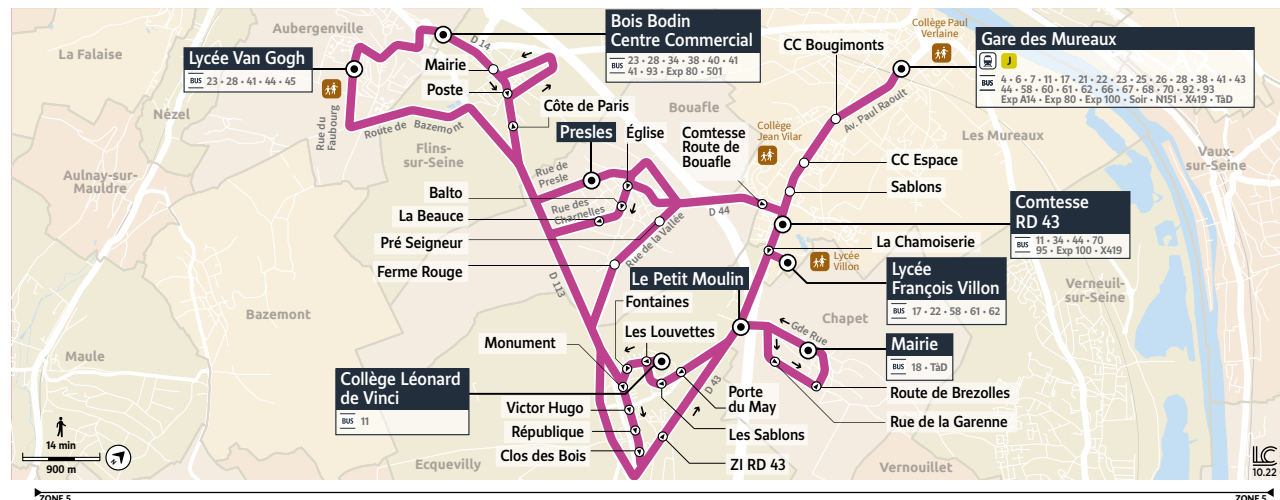 Aubergenville
La Falaise
Lycée Van Gogh
BUS 23 • 28 • 41 • 44 • 45
Bois Bodin
Centre Commercial
BUS 23 • 28 • 34 • 38 • 40 • 41
41 • 93 • Exp 80 • 501
D 14
Mairie
Poste
Côte de Paris
CC Bougimonts
Collège Paul
Verlaine
Gare des Mureaux
J
BUS 4 • 6 • 7 • 11 • 17 • 21 • 22 • 23 • 25 • 26 • 28 • 38 • 41 • 43
44 • 58 • 60 • 61 • 62 • 66 • 67 • 68 • 70 • 92 • 93
Exp A14 • Exp 80 • Exp 100 • Soir • N151 • X419 • TàD
Av. Paul Raoult
Bouafle
Les Mureaux
Nézel
Rue du
Faubourg
Route de Bazemont
Flins-
sur-Seine
Presles
Église
Comtesse
Route de
Bouafle
Collège
Jean Vilar
CC Espace
Sablons
Vaux-
sur-Seine
Aulnay-sur-
Mauldre
Rue de
Presle
Balto
La Beauce
Rue des
Charnelles
D 44
Comtesse
RD 43
BUS 11 • 34 • 44 • 70
95 • Exp 100 • X419
Pré Seigneur
Ferme Rouge
Rue de la Vallée
La Chamoiserie
Lycée
Villon
Lycée
François Villon
BUS 17 • 22 • 58 • 61 • 62
Verneuil-
sur-Seine
D 113
Le Petit Moulin
Bazemont
Fontaines
Les Louvettes
Chapet
Gde Rue
Mairie
BUS 18 • TàD
Monument
Maule
Collège Léonard
de Vinci
BUS 11
D 43
Porte
du May
Route de Brezolles
Rue de la Garenne
Victor Hugo
République
Clos des Bois
Les Sablons
ZI RD 43
Ecquevilly
Vernouillet
14 min
900 m
LC
10.22
ZONE 5
ZONE 5